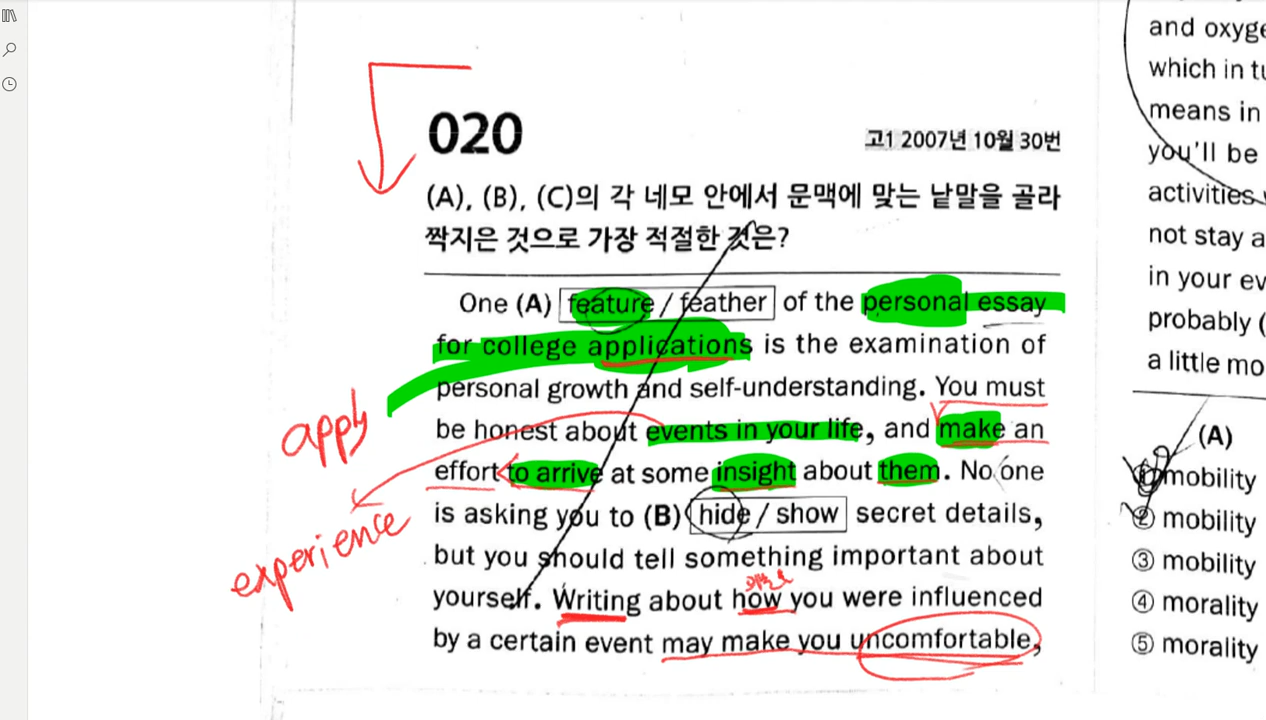 020
고1 2007년 10월 30번
(A), (B), (C)의 각 네모 안에서 문맥에 맞는 낱말을 골라
짝지은 것으로 가장 적절한 것은?
One (A) feature / feather of the personal essay
for college applications is the examination of
personal growth and self-understanding. You must
be honest about events in your life, and make an
effort to arrive at some insight about them. No one
is asking you to (B) hide / show secret details,
but you should tell something important about
yourself. Writing about how you were influenced
by a certain event may make you uncomfortable,
apply
experience
and oxyge
which in tu
means in
you'll be
activities
not stay a
in your ev
probably (
a little mo
(A)
① mobility
② mobility
③ mobility
④ morality
⑤ morality